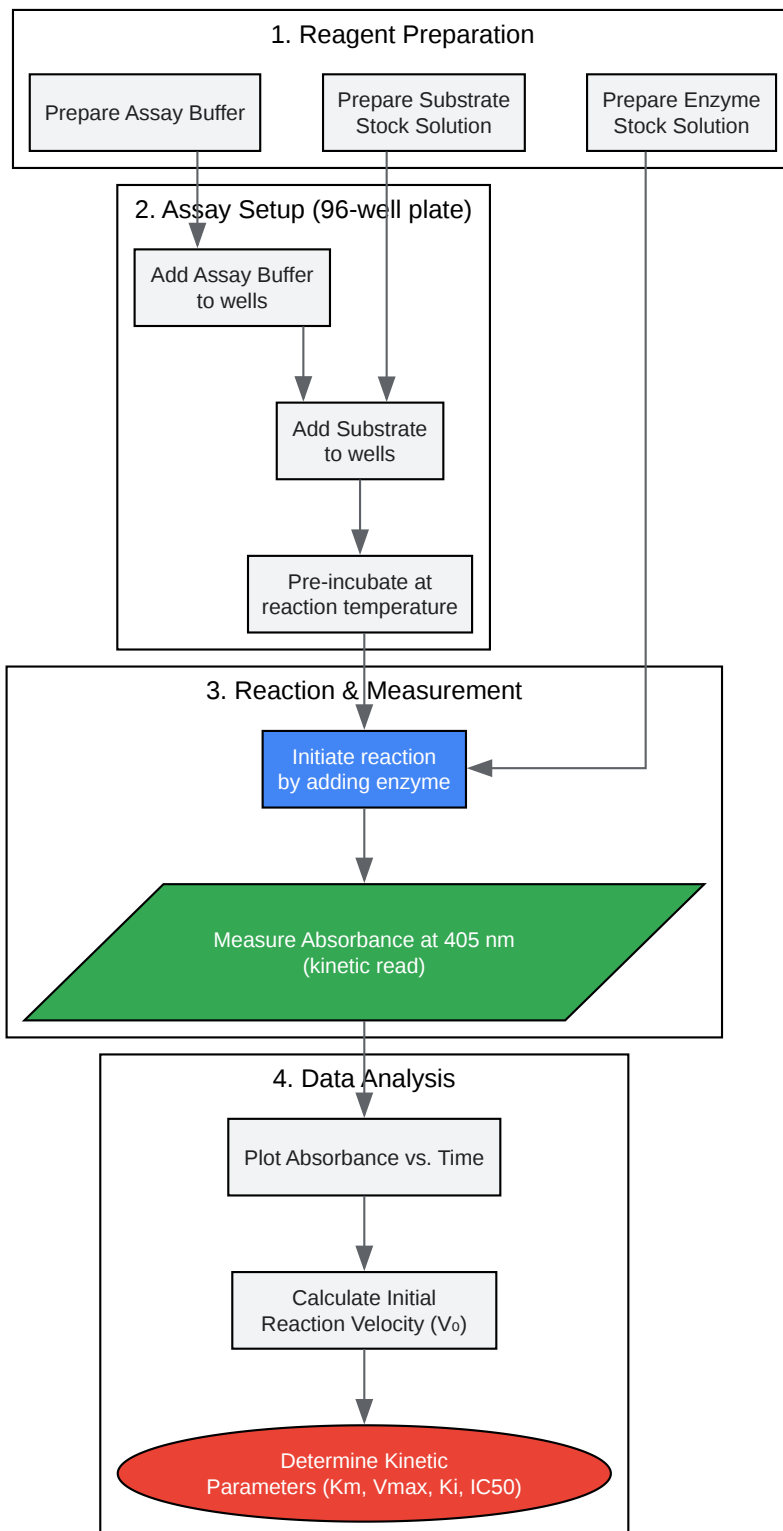 1. Reagent Preparation
Prepare Assay Buffer
Prepare Substrate
Stock Solution
Prepare Enzyme
Stock Solution
2. Assay Setup (96-well plate)
Add Assay Buffer
to wells
Add Substrate
to wells
Pre-incubate at
reaction temperature
3. Reaction & Measurement
Initiate reaction
by adding enzyme
Measure Absorbance at 405 nm
(kinetic read)
4. Data Analysis
Plot Absorbance vs. Time
Calculate Initial
Reaction Velocity (V₀)
Determine Kinetic
Parameters (Km, Vmax, Ki, IC50)